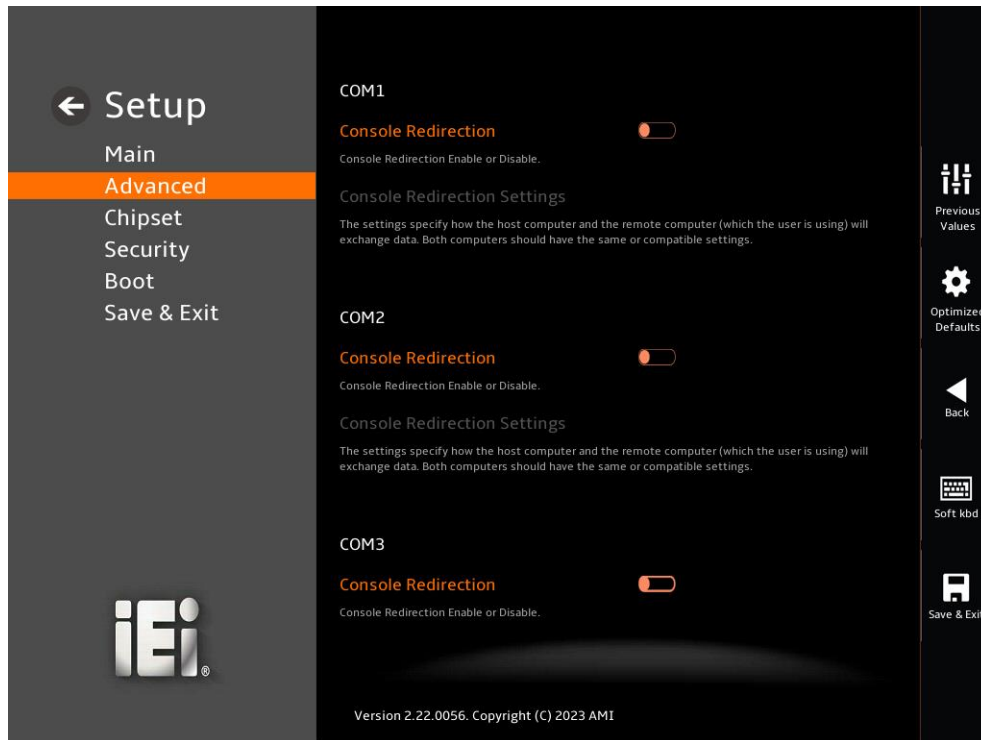 Setup
Main
Advanced
Chipset
Security
Boot
Save & Exit
iEi
®
COM1
Console Redirection
Console Redirection Enable or Disable.
Console Redirection Settings
The settings specify how the host computer and the remote computer (which the user is using) will
exchange data. Both computers should have the same or compatible settings.
COM2
Console Redirection
Console Redirection Enable or Disable.
Console Redirection Settings
The settings specify how the host computer and the remote computer (which the user is using) will
exchange data. Both computers should have the same or compatible settings.
COM3
Console Redirection
Console Redirection Enable or Disable.
Version 2.22.0056. Copyright (C) 2023 AMI
Previous
Values
Optimized
Defaults
Back
Soft kbd
Save & Exit